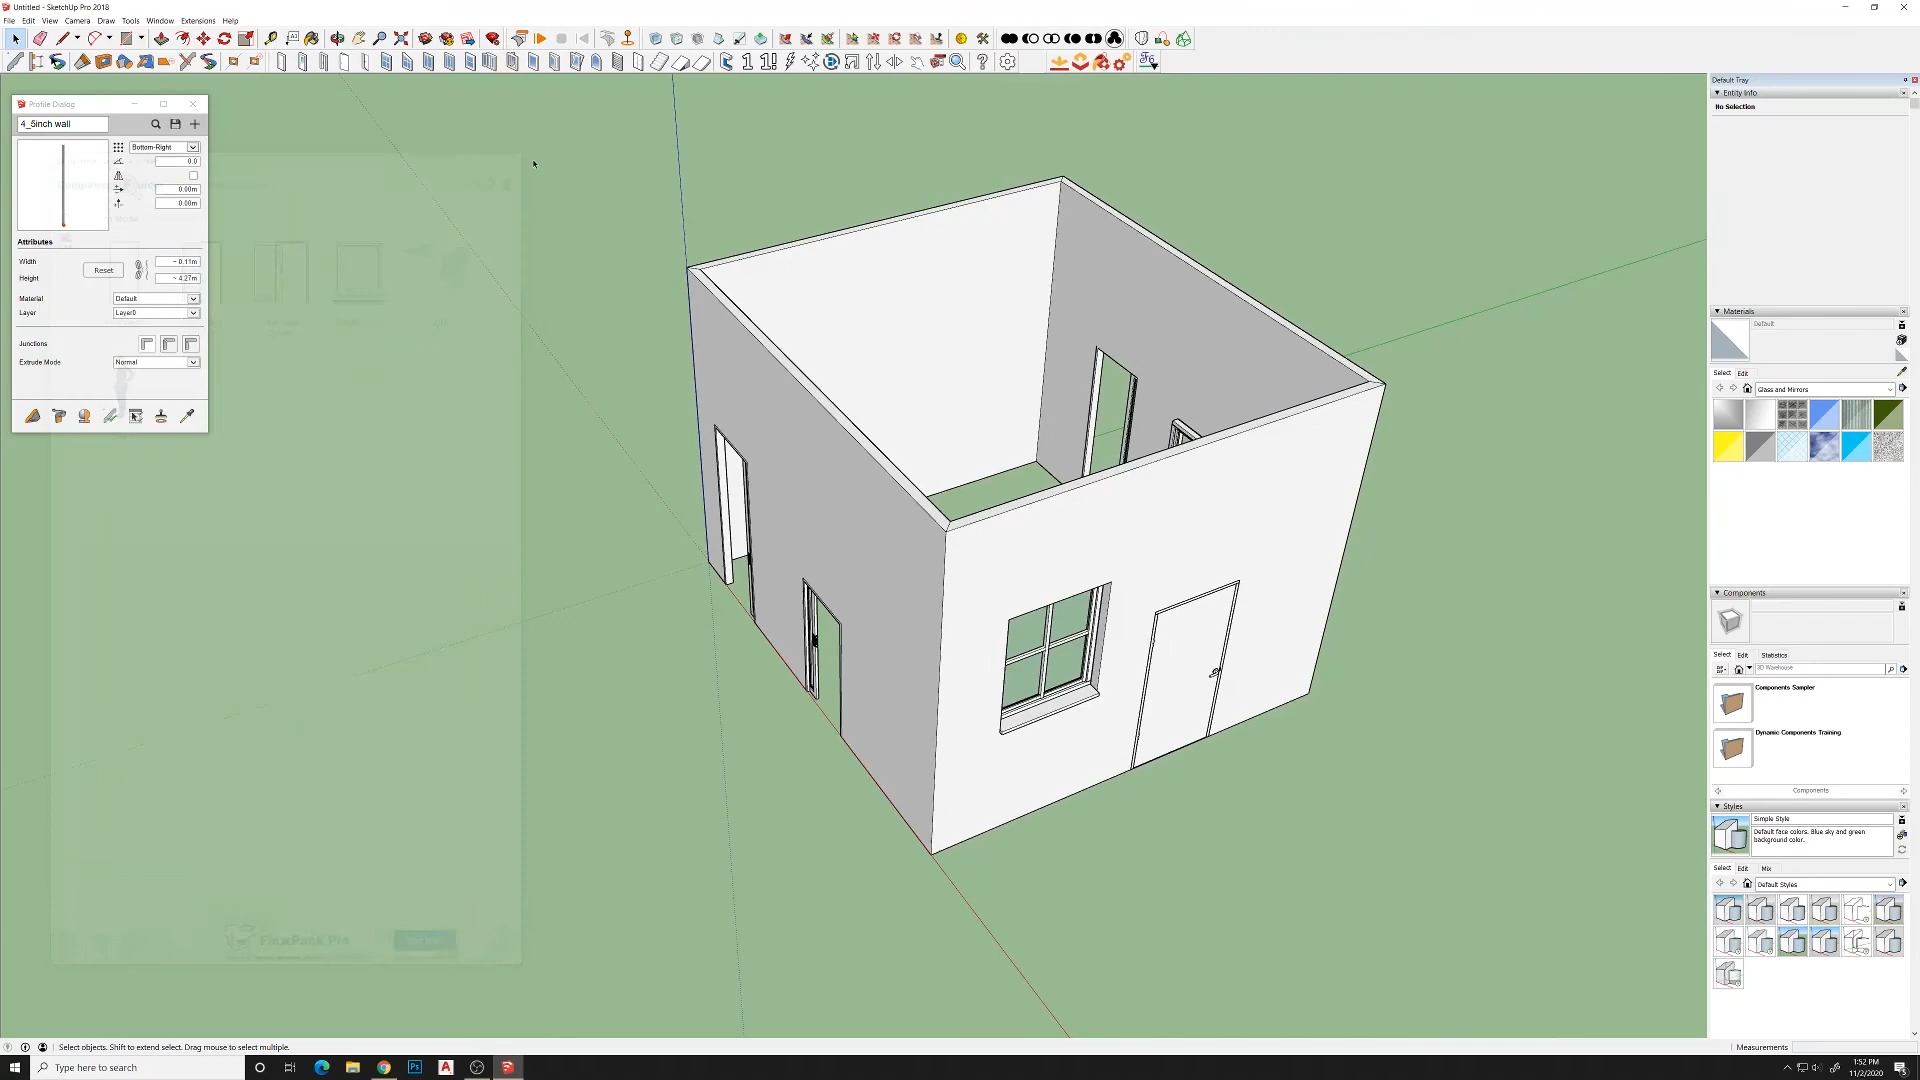 Untitled - SketchUp Pro 2018
File Edit View Camera Draw Tools Window Extensions Help
Profile Dialog
4_5inch wall
Bottom-Right
0.0
0.00m
0.00m
Attributes
Width
Reset
~ 0.11m
Height
~ 4.27m
Material
Default
Layer
Layer0
Junctions
Extrude Mode
Normal
FlexPack Pro
Default Tray
Entity Info
No Selection
Materials
Default
Select Edit
Glass and Mirrors
Components
Select Edit Statistics
3D Warehouse
Components Sampler
Dynamic Components Training
Components
Styles
Simple Style
Default face colors. Blue sky and green
background color.
Select Edit Mix
Default Styles
Select objects. Shift to extend select. Drag mouse to select multiple.
Measurements
Type here to search
1:52 PM
11/2/2020